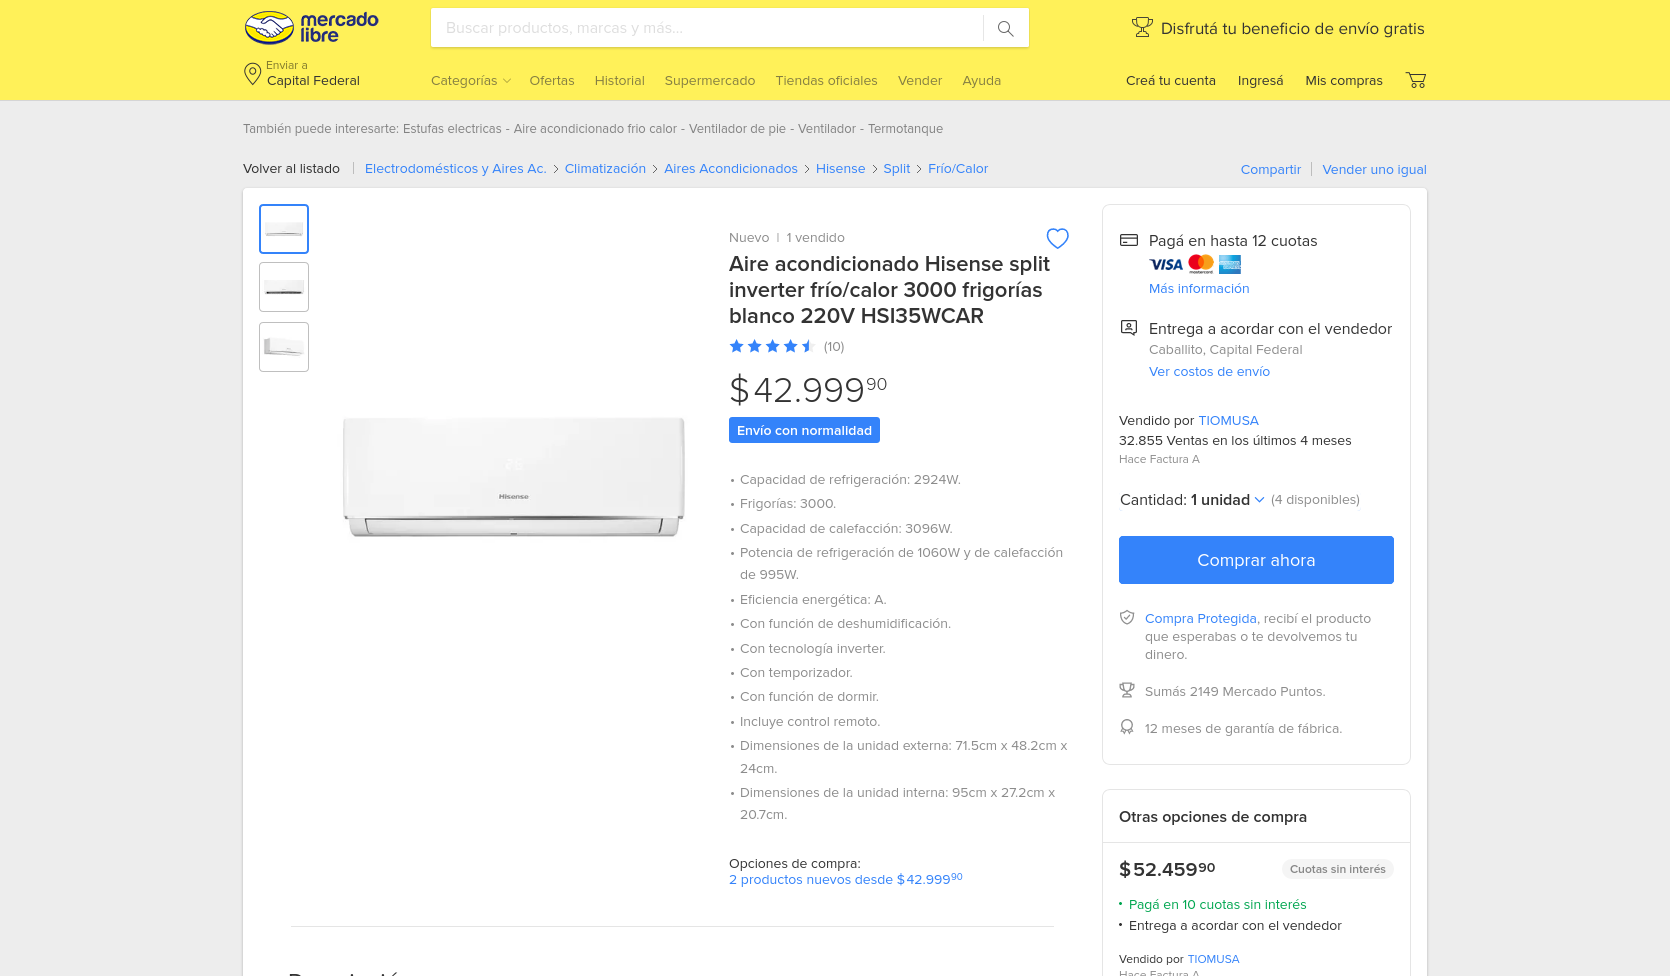 mercado
libre
Buscar productos, marcas y más...
Disfrutá tu beneficio de envío gratis
Enviar a
Capital Federal
Categorías Ofertas Historial Supermercado Tiendas oficiales Vender Ayuda
Creá tu cuenta Ingresá Mis compras
También puede interesarte: Estufas electricas - Aire acondicionado frio calor - Ventilador de pie - Ventilador - Termotanque
Volver al listado | Electrodomésticos y Aires Ac. > Climatización > Aires Acondicionados > Hisense > Split > Frío/Calor
Compartir | Vender uno igual
Hisense
Nuevo | 1 vendido
Aire acondicionado Hisense split
inverter frío/calor 3000 frigorías
blanco 220V HSI35WCAR
(10)
$ 42.999 90
Envío con normalidad
• Capacidad de refrigeración: 2924W.
• Frigorías: 3000.
• Capacidad de calefacción: 3096W.
• Potencia de refrigeración de 1060W y de calefacción
de 995W.
• Eficiencia energética: A.
• Con función de deshumidificación.
• Con tecnología inverter.
• Con temporizador.
• Con función de dormir.
• Incluye control remoto.
• Dimensiones de la unidad externa: 71.5cm x 48.2cm x
24cm.
• Dimensiones de la unidad interna: 95cm x 27.2cm x
20.7cm.
Opciones de compra:
2 productos nuevos desde $ 42.999 90
Pagá en hasta 12 cuotas
VISA mastercard
Más información
Entrega a acordar con el vendedor
Caballito, Capital Federal
Ver costos de envío
Vendido por TIOMUSA
32.855 Ventas en los últimos 4 meses
Hace Factura A
Cantidad: 1 unidad (4 disponibles)
Comprar ahora
Compra Protegida, recibí el producto
que esperabas o te devolvemos tu
dinero.
Sumás 2149 Mercado Puntos.
12 meses de garantía de fábrica.
Otras opciones de compra
$ 52.459 90 Cuotas sin interés
• Pagá en 10 cuotas sin interés
• Entrega a acordar con el vendedor
Vendido por TIOMUSA
Hace Factura A